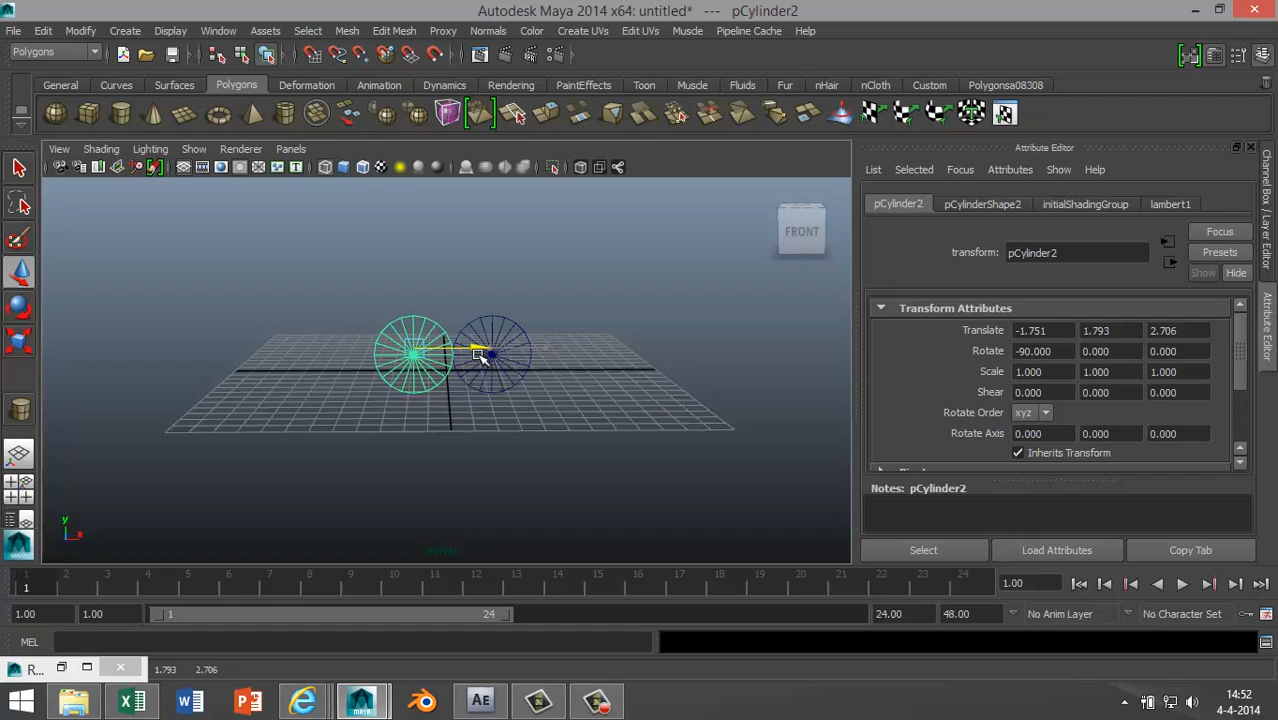 Autodesk Maya 2014 x64: untitled* --- pCylinder2
File Edit Modify Create Display Window Assets Select Mesh Edit Mesh Proxy Normals Color Create UVs Edit UVs Muscle Pipeline Cache Help
Polygons
General Curves Surfaces Polygons Deformation Animation Dynamics Rendering PaintEffects Toon Muscle Fluids Fur nHair nCloth Custom Polygonsa08308
View Shading Lighting Show Renderer Panels
FRONT
y
x
Attribute Editor
List Selected Focus Attributes Show Help
pCylinder2 pCylinderShape2 initialShadingGroup lambert1
Focus
transform: pCylinder2
Presets
Show Hide
Transform Attributes
Translate -1.751 1.793 2.706
Rotate -90.000 0.000 0.000
Scale 1.000 1.000 1.000
Shear 0.000 0.000 0.000
Rotate Order xyz
Rotate Axis 0.000 0.000 0.000
Inherits Transform
Notes: pCylinder2
Select Load Attributes Copy Tab
Channel Box / Layer Editor
Attribute Editor
1 2 3 4 5 6 7 8 9 10 11 12 13 14 15 16 17 18 19 20 21 22 23 24
1
1.00
1.00 1.00 1 24 24.00 48.00 No Anim Layer No Character Set
MEL
R... 1.793 2.706
Ae
14:52
4-4-2014